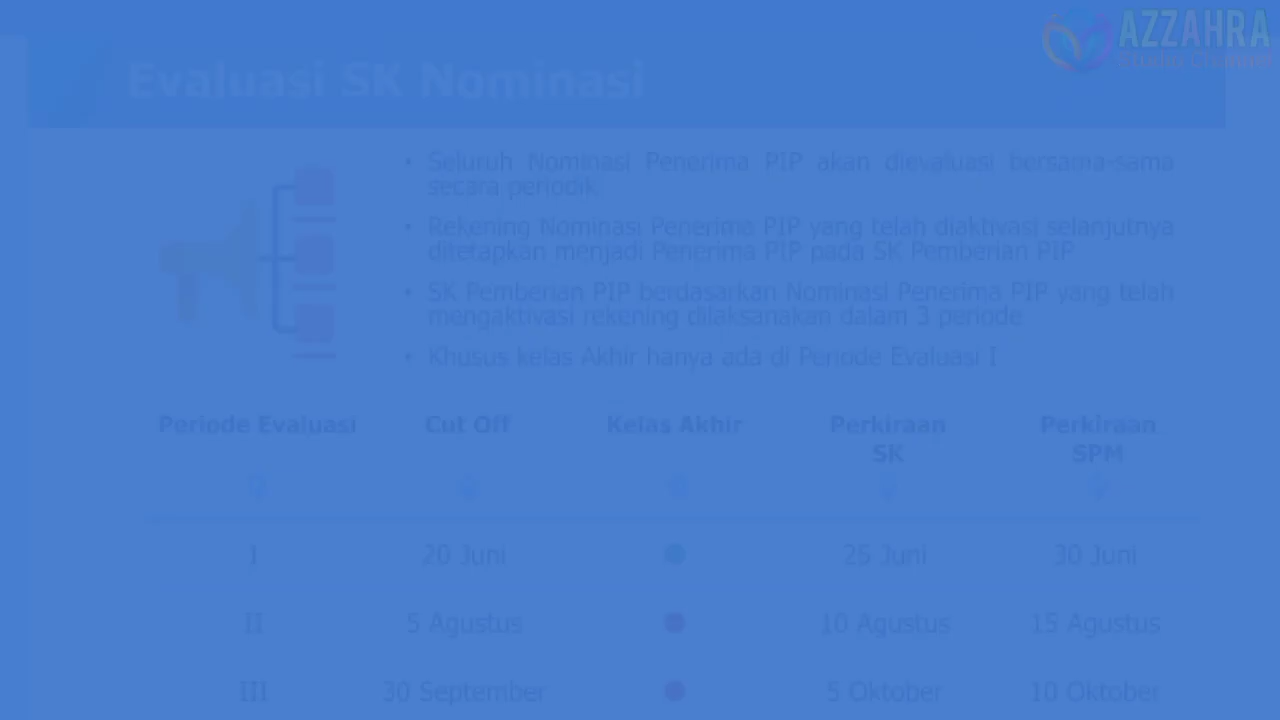 AZZAHRA
Studio Channel
Evaluasi SK Nominasi
• Seluruh Nominasi Penerima PIP akan dievaluasi bersama-sama
secara periodik.
• Rekening Nominasi Penerima PIP yang telah diaktivasi selanjutnya
ditetapkan menjadi Penerima PIP pada SK Pemberian PIP
• SK Pemberian PIP berdasarkan Nominasi Penerima PIP yang telah
mengaktivasi rekening dilaksanakan dalam 3 periode
• Khusus kelas Akhir hanya ada di Periode Evaluasi I
Periode Evaluasi Cut Off Kelas Akhir Perkiraan SK Perkiraan SPM
I 20 Juni 25 Juni 30 Juni
II 5 Agustus 10 Agustus 15 Agustus
III 30 September 5 Oktober 10 Oktober